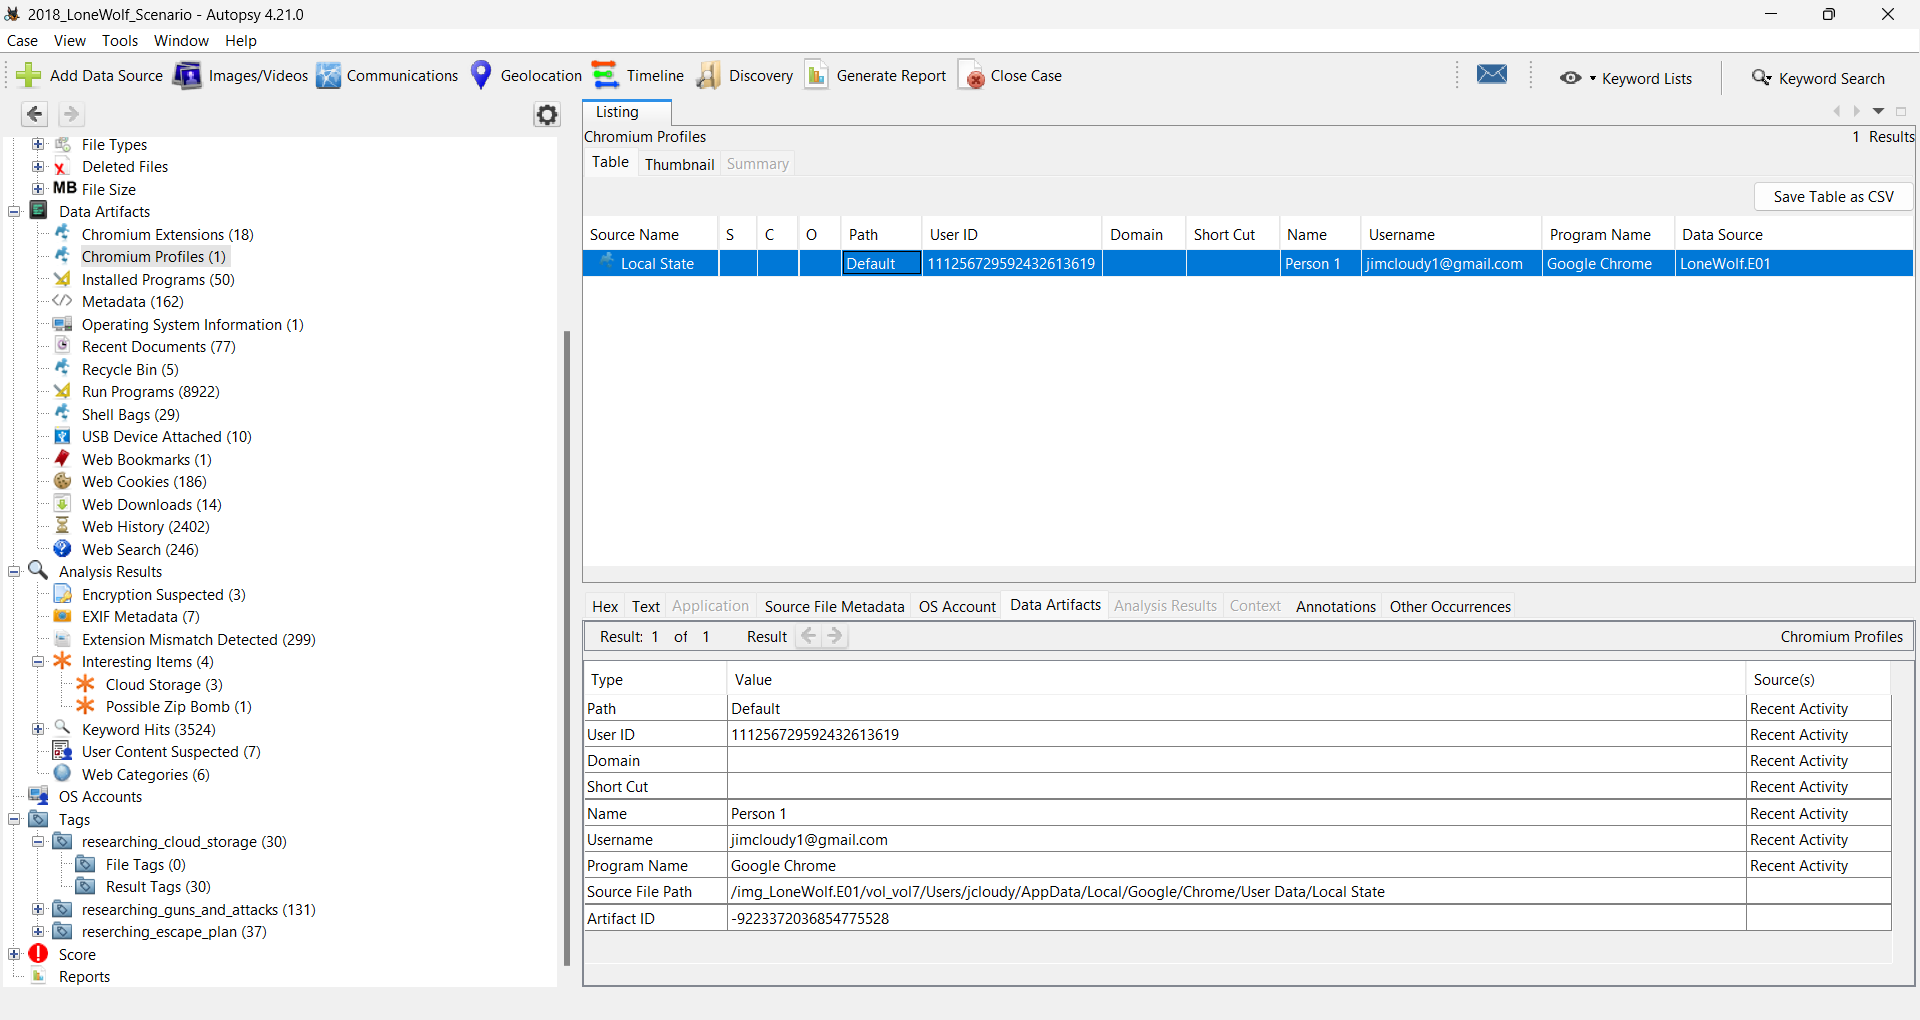 2018_LoneWolf_Scenario - Autopsy 4.21.0
Case View Tools Window Help
Add Data Source Images/Videos Communications Geolocation Timeline Discovery Generate Report Close Case Keyword Lists Keyword Search
File Types
Deleted Files
MB File Size
Data Artifacts
Chromium Extensions (18)
Chromium Profiles (1)
Installed Programs (50)
Metadata (162)
Operating System Information (1)
Recent Documents (77)
Recycle Bin (5)
Run Programs (8922)
Shell Bags (29)
USB Device Attached (10)
Web Bookmarks (1)
Web Cookies (186)
Web Downloads (14)
Web History (2402)
Web Search (246)
Analysis Results
Encryption Suspected (3)
EXIF Metadata (7)
Extension Mismatch Detected (299)
Interesting Items (4)
Cloud Storage (3)
Possible Zip Bomb (1)
Keyword Hits (3524)
User Content Suspected (7)
Web Categories (6)
OS Accounts
Tags
researching_cloud_storage (30)
File Tags (0)
Result Tags (30)
researching_guns_and_attacks (131)
reserching_escape_plan (37)
Score
Reports
Listing
Chromium Profiles 1 Results
Table Thumbnail Summary
Save Table as CSV
Source Name S C O Path User ID Domain Short Cut Name Username Program Name Data Source
Local State Default 111256729592432613619 Person 1 jimcloudy1@gmail.com Google Chrome LoneWolf.E01
Hex Text Application Source File Metadata OS Account Data Artifacts Analysis Results Context Annotations Other Occurrences
Result: 1 of 1 Result Chromium Profiles
Type Value Source(s)
Path Default Recent Activity
User ID 111256729592432613619 Recent Activity
Domain Recent Activity
Short Cut Recent Activity
Name Person 1 Recent Activity
Username jimcloudy1@gmail.com Recent Activity
Program Name Google Chrome Recent Activity
Source File Path /img_LoneWolf.E01/vol_vol7/Users/jcloudy/AppData/Local/Google/Chrome/User Data/Local State
Artifact ID -9223372036854775528